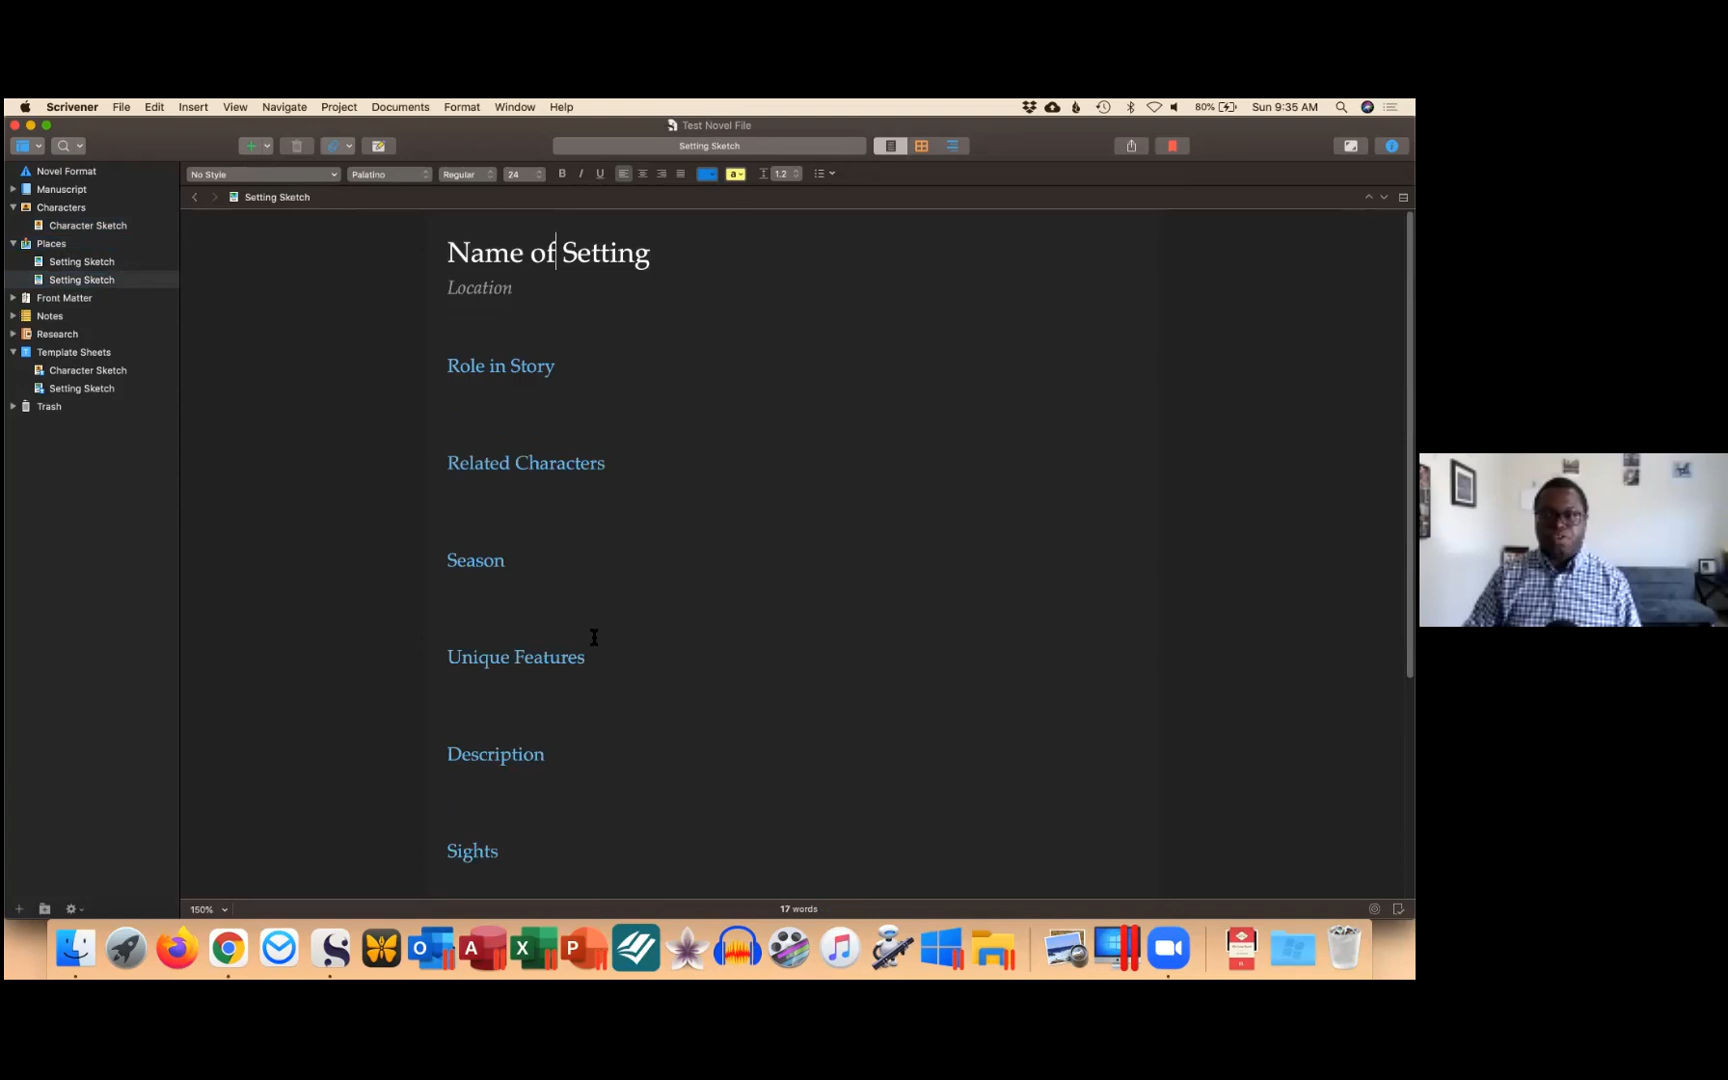 Scrivener File Edit Insert View Navigate Project Documents Format Window Help 80% Sun 9:35 AM
Test Novel File
Setting Sketch
No Style Palatino Regular 24 B I U a 1.2
Setting Sketch
Novel Format
Manuscript
Characters
Character Sketch
Places
Setting Sketch
Setting Sketch
Front Matter
Notes
Research
Template Sheets
Character Sketch
Setting Sketch
Trash
Name of Setting
Location
Role in Story
Related Characters
Season
Unique Features
Description
Sights
150% 17 words
O A X P